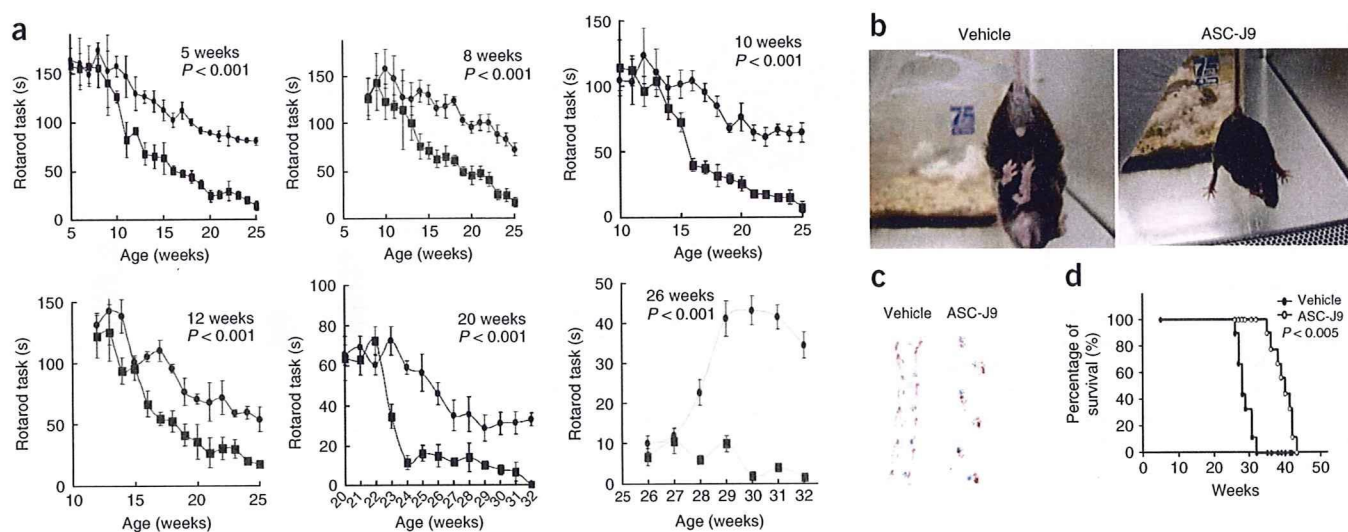 a
5 weeks
P < 0.001
Rotarod task (s)
150
100
50
0
5 10 15 20 25
Age (weeks)
8 weeks
P < 0.001
Rotarod task (s)
150
100
50
0
5 10 15 20 25
Age (weeks)
10 weeks
P < 0.001
Rotarod task (s)
150
100
50
0
10 15 20 25
Age (weeks)
12 weeks
P < 0.001
Rotarod task (s)
150
100
50
0
10 15 20 25
Age (weeks)
20 weeks
P < 0.001
Rotarod task (s)
80
60
40
20
0
20 21 22 23 24 25 26 27 28 29 30 31 32
Age (weeks)
26 weeks
P < 0.001
Rotarod task (s)
50
40
30
20
10
0
25 26 27 28 29 30 31 32
Age (weeks)
b
Vehicle
ASC-J9
75
75
c
Vehicle ASC-J9
d
Vehicle
ASC-J9
P < 0.005
Percentage of
survival (%)
100
80
60
40
20
0
0 10 20 30 40 50
Weeks